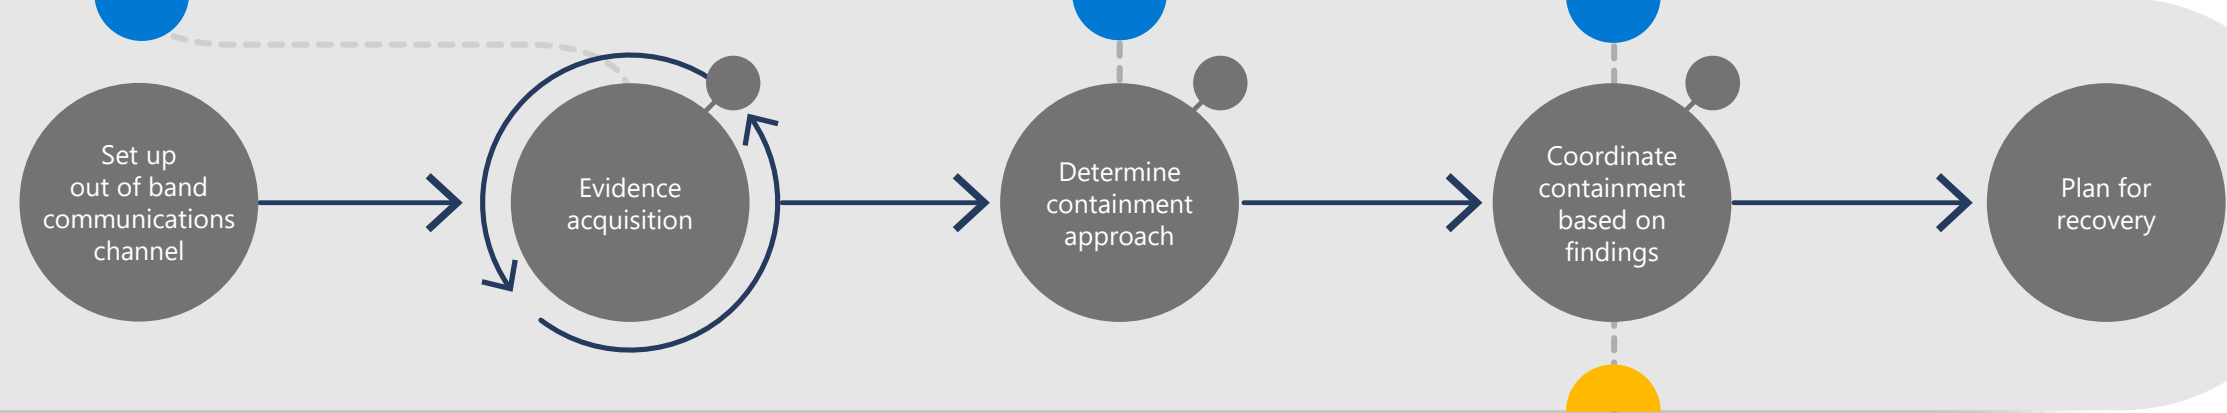 Set up
out of band
communications
channel
Evidence
acquisition
Determine
containment
approach
Coordinate
containment
based on
findings
Plan for
recovery